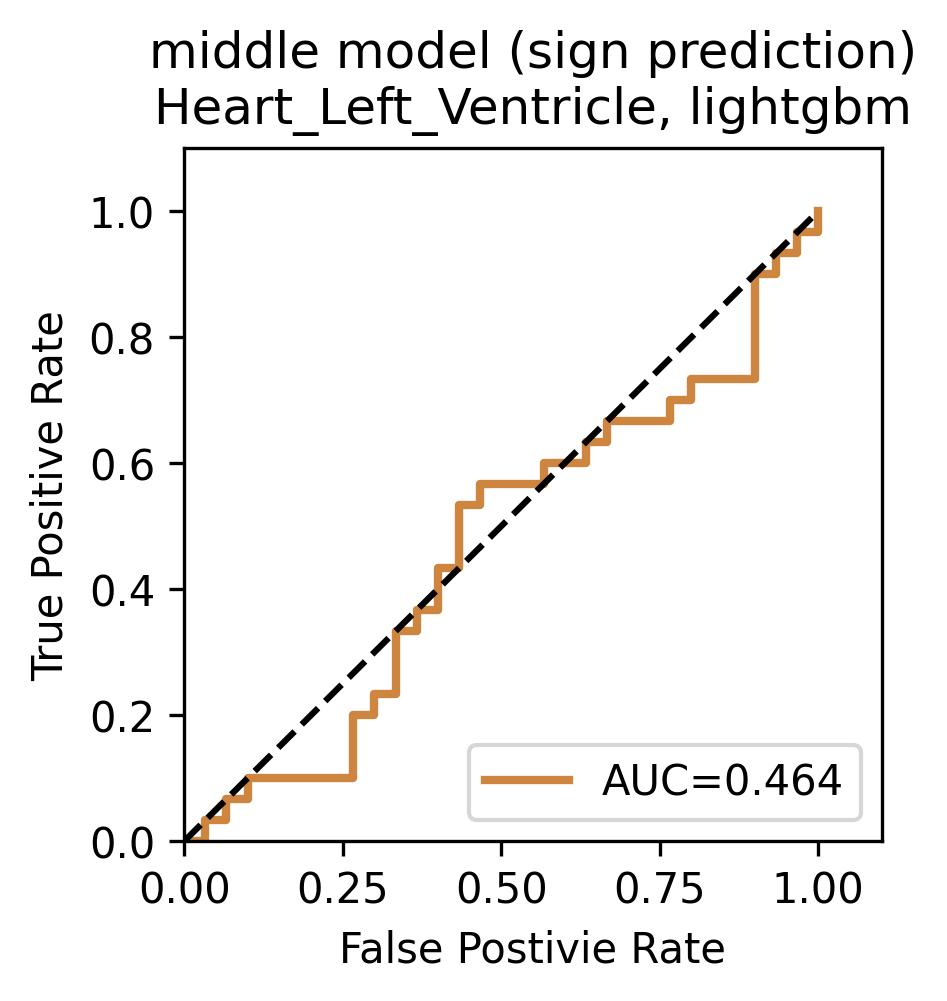 middle model (sign prediction)
Heart_Left_Ventricle, lightgbm
True Positive Rate
1.0
0.8
0.6
0.4
0.2
0.0
AUC=0.464
0.00 0.25 0.50 0.75 1.00
False Postivie Rate